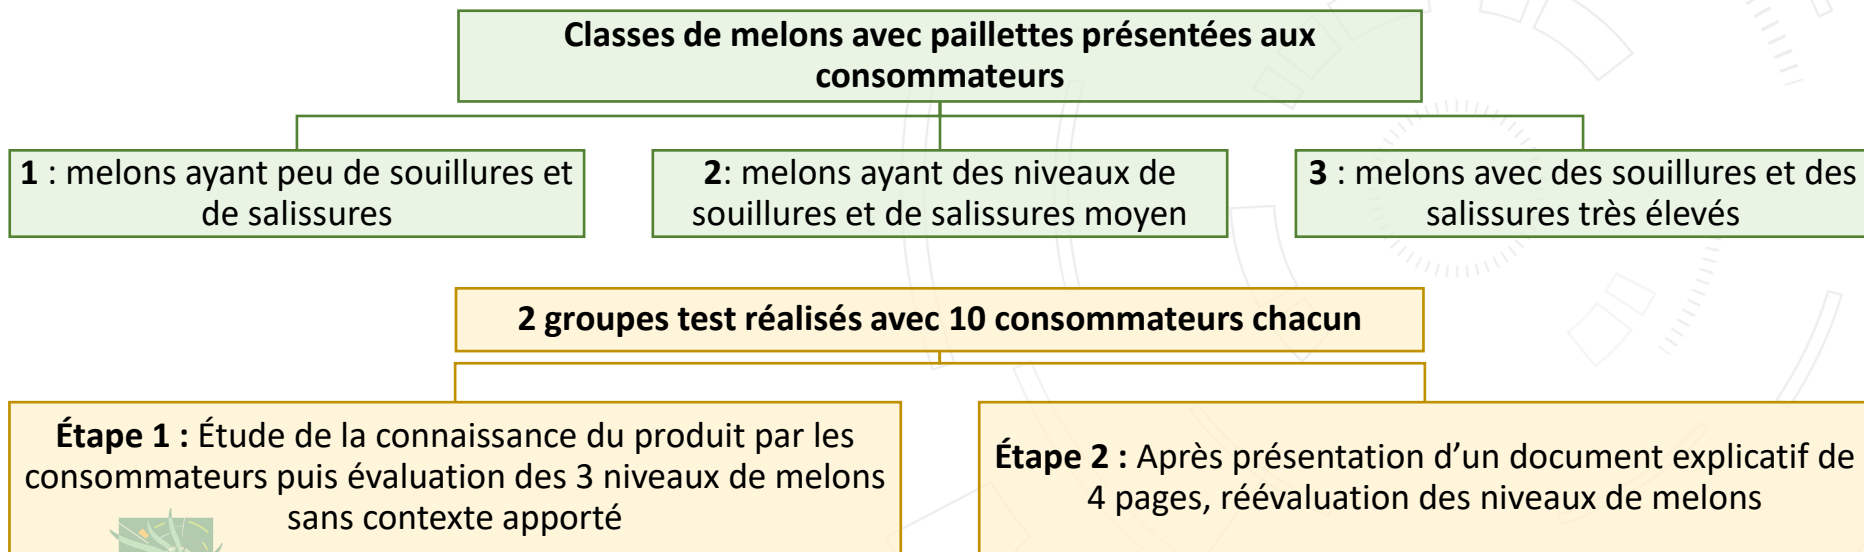 Classes de melons avec paillettes présentées aux
consommateurs
1 : melons ayant peu de souillures et
de salissures
2: melons ayant des niveaux de
souillures et de salissures moyen
3 : melons avec des souillures et des
salissures très élevés
2 groupes test réalisés avec 10 consommateurs chacun
Étape 1 : Étude de la connaissance du produit par les
consommateurs puis évaluation des 3 niveaux de melons
sans contexte apporté
Étape 2 : Après présentation d’un document explicatif de
4 pages, réévaluation des niveaux de melons